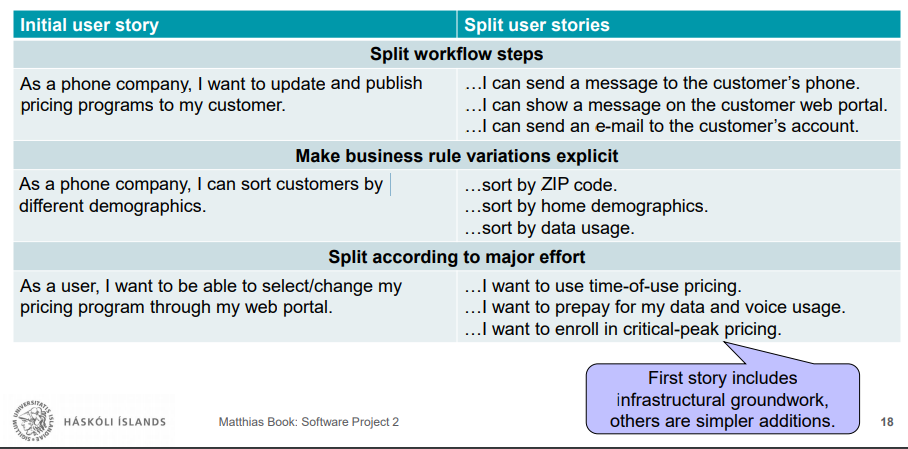 Initial user story
Split user stories
Split workflow steps
As a phone company, I want to update and publish
pricing programs to my customer.
…I can send a message to the customer’s phone.
…I can show a message on the customer web portal.
…I can send an e-mail to the customer’s account.
Make business rule variations explicit
As a phone company, I can sort customers by
different demographics.
…sort by ZIP code.
…sort by home demographics.
…sort by data usage.
Split according to major effort
As a user, I want to be able to select/change my
pricing program through my web portal.
…I want to use time-of-use pricing.
…I want to prepay for my data and voice usage.
…I want to enroll in critical-peak pricing.
First story includes
infrastructural groundwork,
others are simpler additions.
HÁSKÓLI ÍSLANDS
Matthias Book: Software Project 2
18